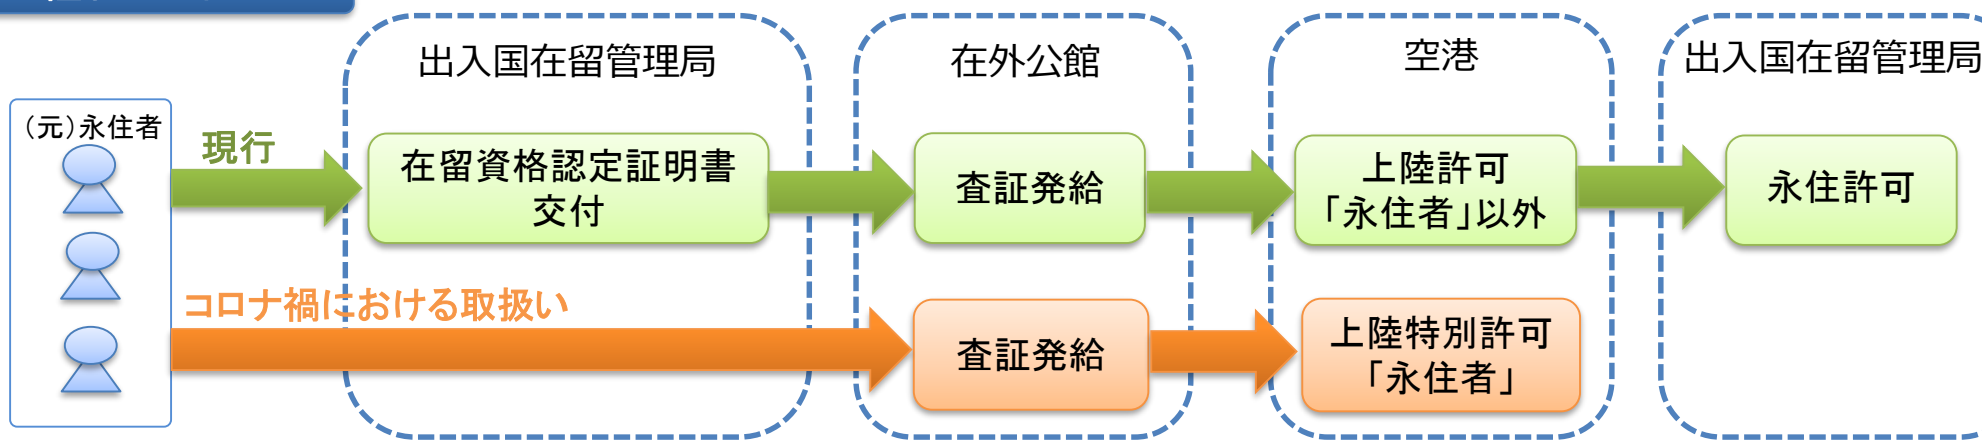 出入国在留管理局
在外公館
空港
出入国在留管理局
(元)永住者
現行
在留資格認定証明書
交付
査証発給
上陸許可
「永住者」以外
永住許可
コロナ禍における取扱い
査証発給
上陸特別許可
「永住者」